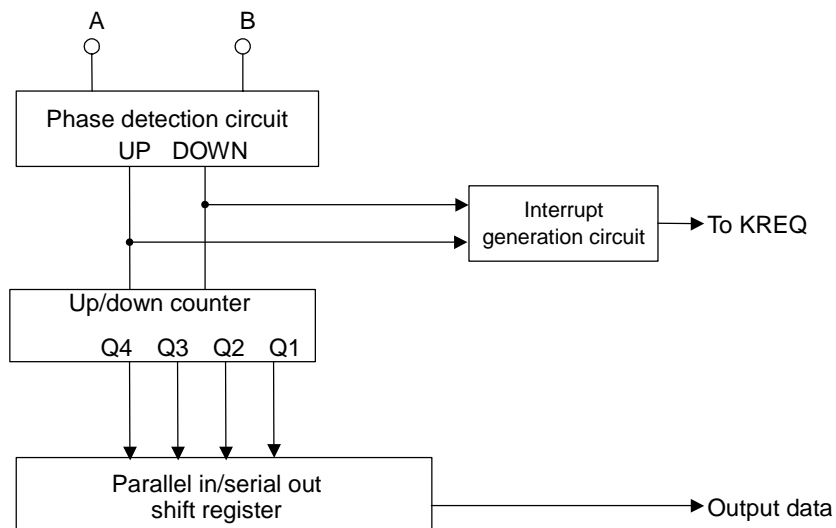 A B
Phase detection circuit
UP DOWN
Interrupt
generation circuit
To KREQ
Up/down counter
Q4 Q3 Q2 Q1
Parallel in/serial out
shift register
Output data